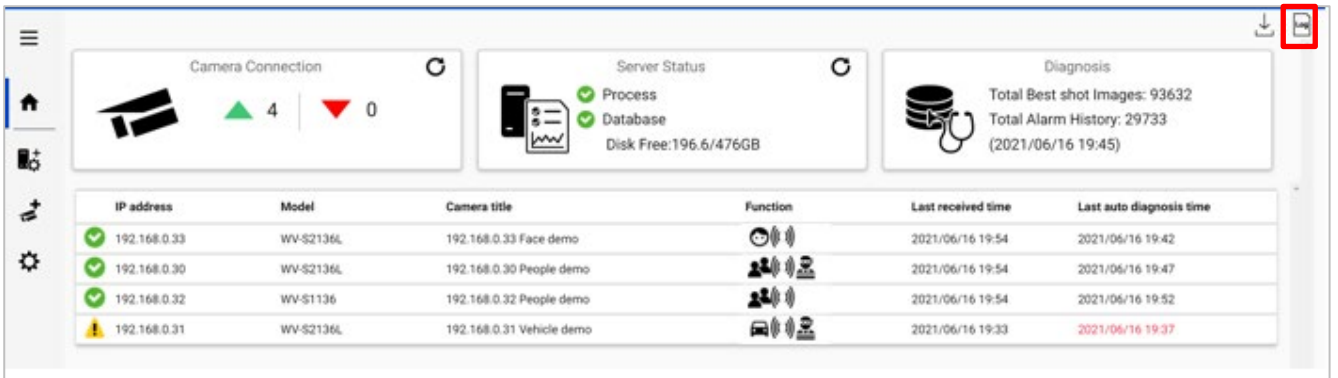 Log
Camera Connection
4 0
Server Status
Process
Database
Disk Free:196.6/476GB
Diagnosis
Total Best shot Images: 93632
Total Alarm History: 29733
(2021/06/16 19:45)
IP address Model Camera title Function Last received time Last auto diagnosis time
192.168.0.33 WV-S2136L 192.168.0.33 Face demo 2021/06/16 19:54 2021/06/16 19:42
192.168.0.30 WV-S2136L 192.168.0.30 People demo 2021/06/16 19:54 2021/06/16 19:47
192.168.0.32 WV-S1136 192.168.0.32 People demo 2021/06/16 19:54 2021/06/16 19:52
192.168.0.31 WV-S2136L 192.168.0.31 Vehicle demo 2021/06/16 19:33 2021/06/16 19:37